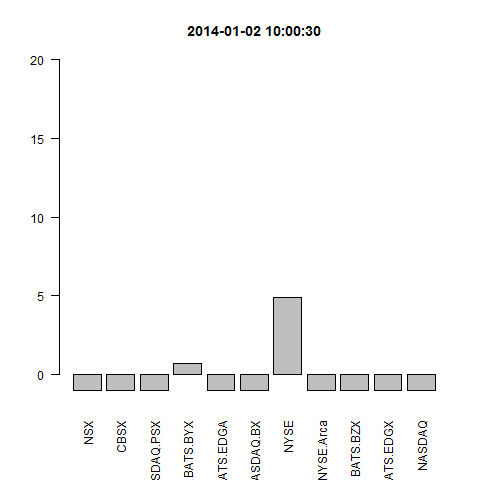 2014-01-02 10:00:30
20
15
10
5
0
NSX
CBSX
SDAQ.PSX
BATS.BYX
ATS.EDGA
ASDAQ.BX
NYSE
NYSE.Arca
BATS.BZX
ATS.EDGX
NASDAQ